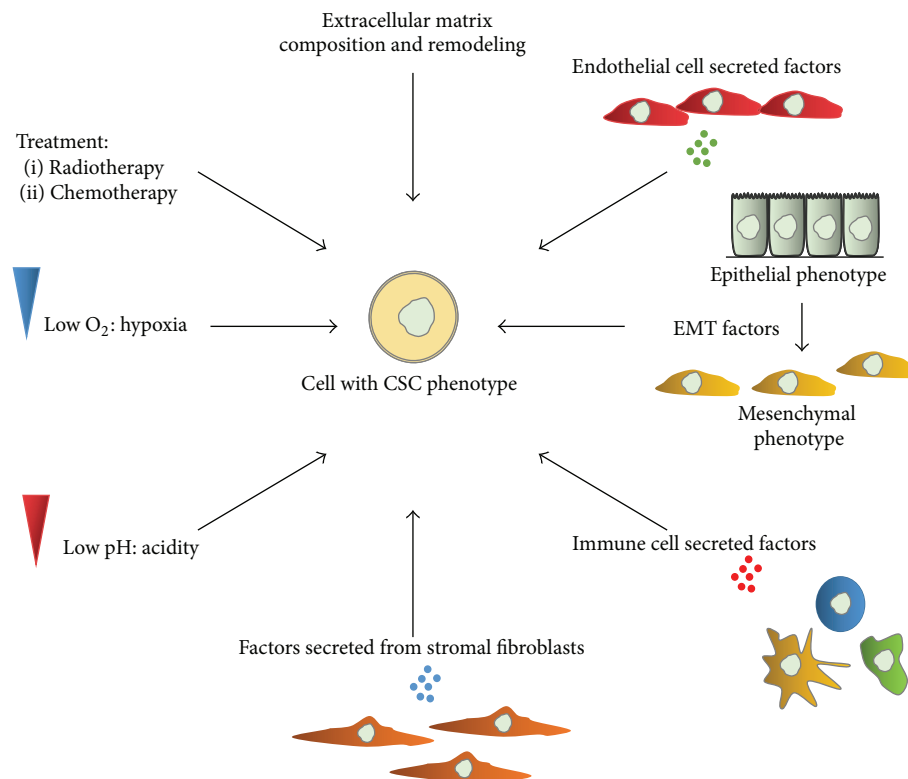 Extracellular matrix
composition and remodeling
Endothelial cell secreted factors
Treatment:
(i) Radiotherapy
(ii) Chemotherapy
Epithelial phenotype
Low O₂: hypoxia
EMT factors
Cell with CSC phenotype
Mesenchymal
phenotype
Low pH: acidity
Immune cell secreted factors
Factors secreted from stromal fibroblasts